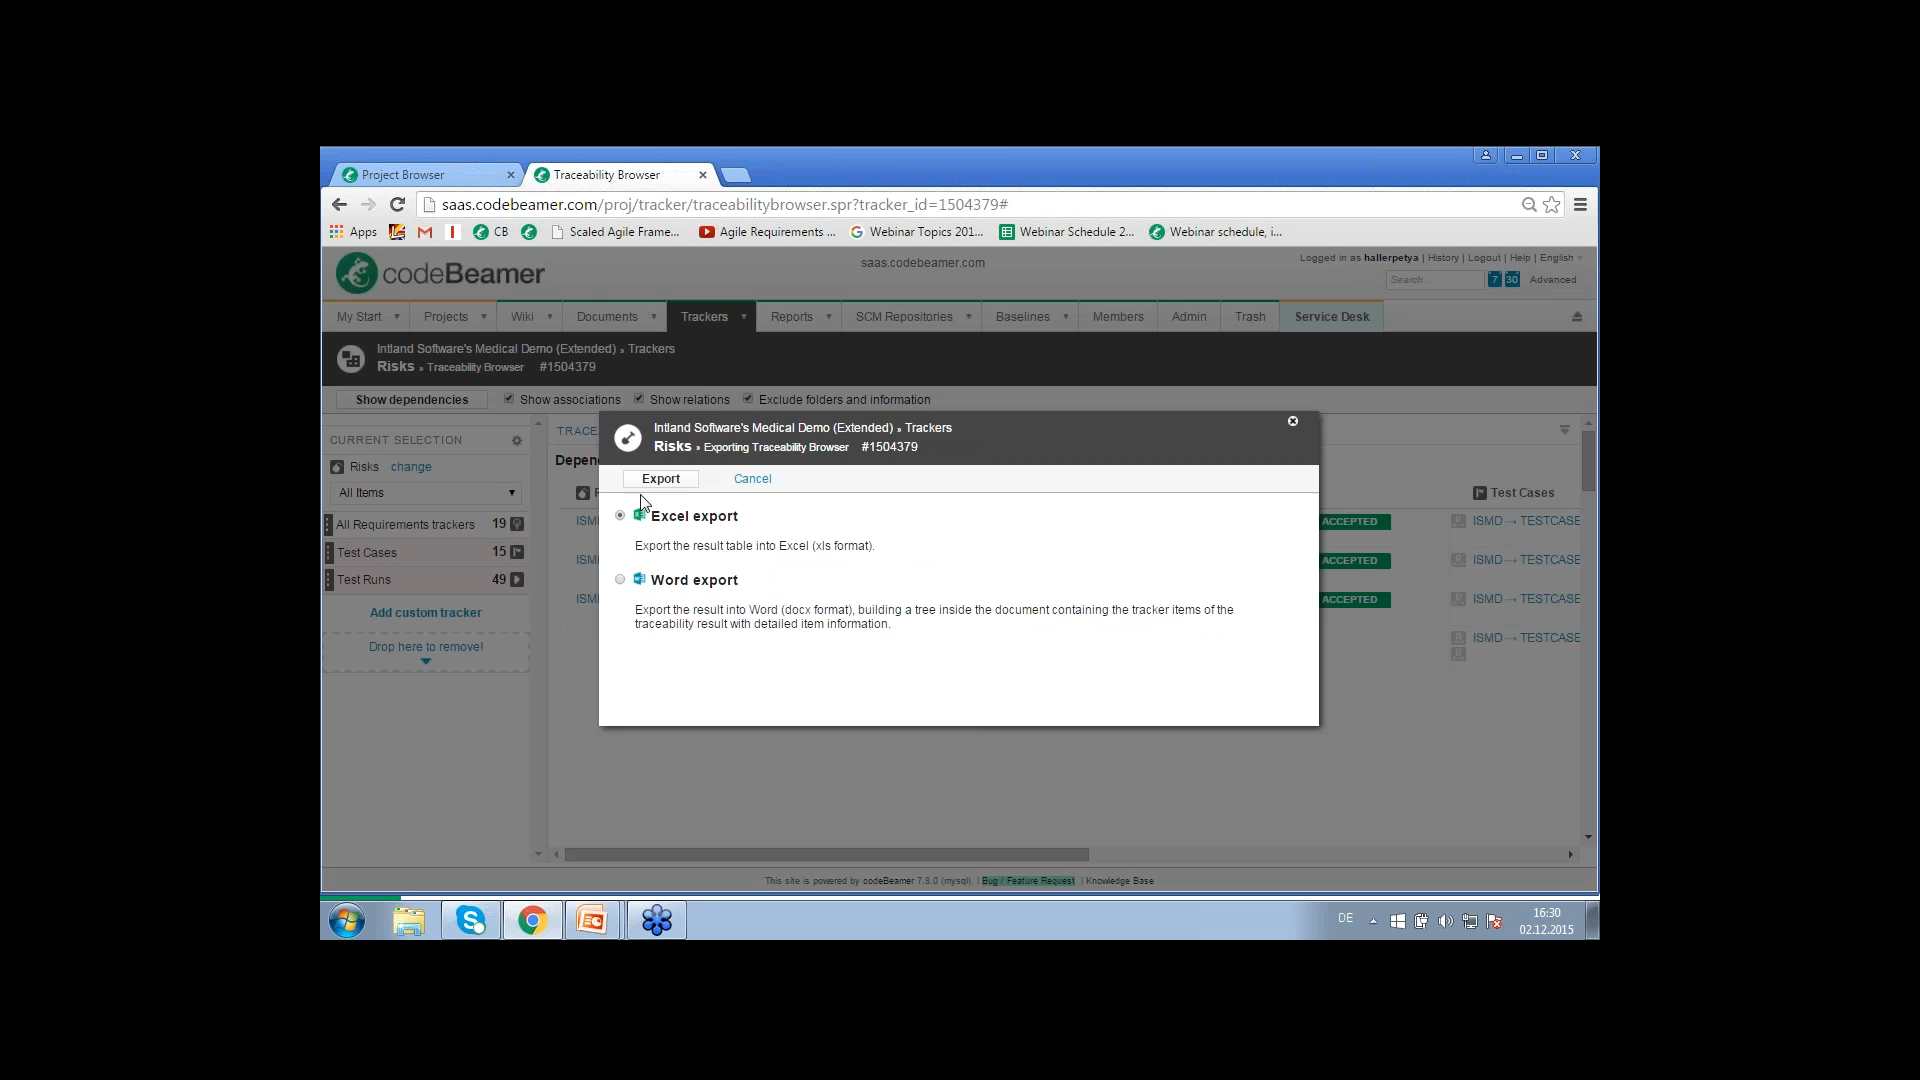 Project Browser
Traceability Browser
saas.codebeamer.com/proj/tracker/traceabilitybrowser.spr?tracker_id=1504379#
Apps
CB
Scaled Agile Frame...
Agile Requirements ...
Webinar Topics 201...
Webinar Schedule 2...
Webinar schedule, i...
codeBeamer
saas.codebeamer.com
Logged in as hallerpetya | History | Logout | Help | English
Search...
7 30 Advanced
My Start Projects Wiki Documents Trackers Reports SCM Repositories Baselines Members Admin Trash Service Desk
Intland Software's Medical Demo (Extended) » Trackers
Risks » Traceability Browser #1504379
Show dependencies Show associations Show relations Exclude folders and information
CURRENT SELECTION
Risks change
All Items
All Requirements trackers 19
Test Cases 15
Test Runs 49
Add custom tracker
Drop here to remove!
TRACE
Depen
ISMD
ISMD
ISMD
Intland Software's Medical Demo (Extended) » Trackers
Risks » Exporting Traceability Browser #1504379
Export Cancel
Excel export
Export the result table into Excel (xls format).
Word export
Export the result into Word (docx format), building a tree inside the document containing the tracker items of the
traceability result with detailed item information.
Test Cases
ACCEPTED ISMD → TESTCASE
ACCEPTED ISMD → TESTCASE
ACCEPTED ISMD → TESTCASE
ISMD → TESTCASE
This site is powered by codeBeamer 7.8.0 (mysql). | Bug / Feature Request | Knowledge Base
DE
16:30
02.12.2015